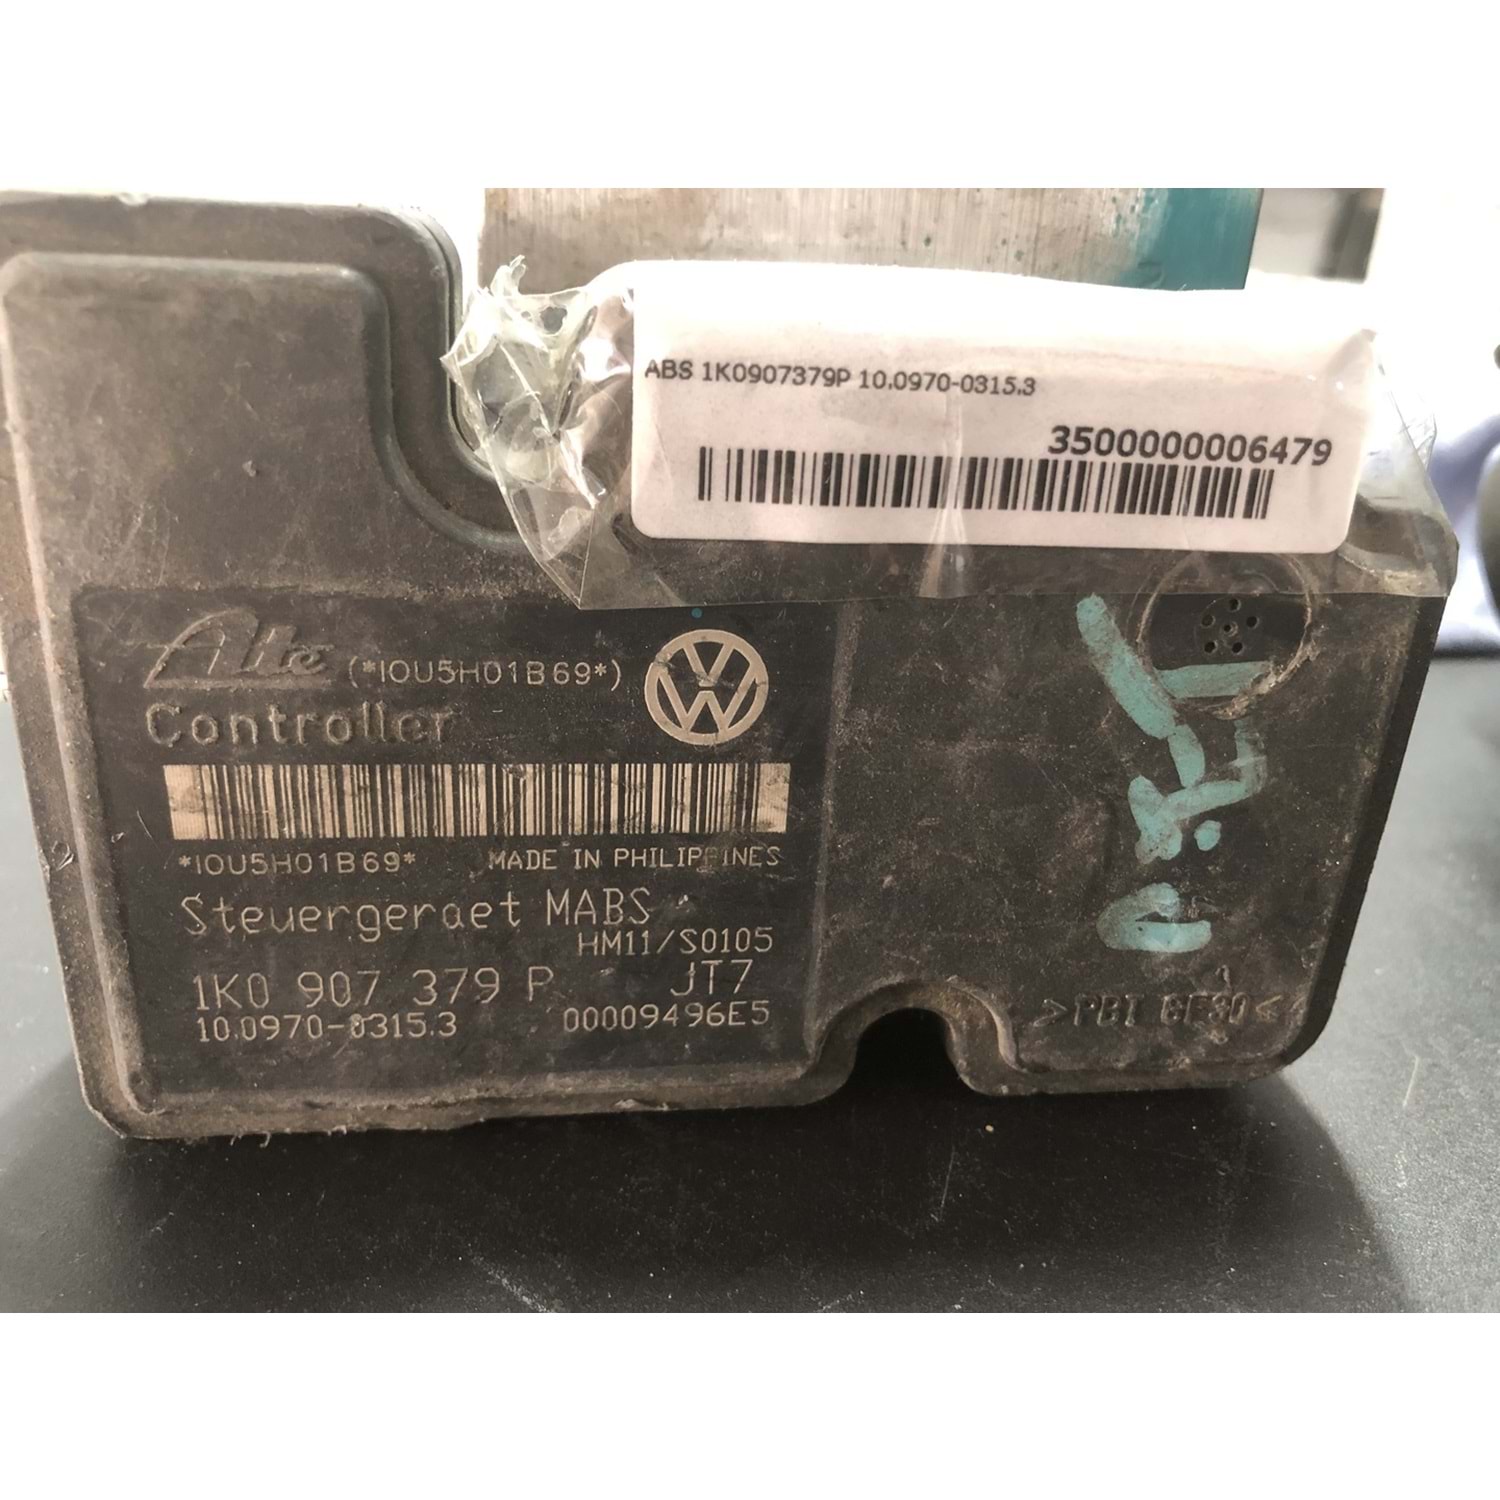 ABS 1K0907379P 10.0970-0315.3
3500000006479
Ate (*IOU5H01B69*)
Controller
*IOU5H01B69* MADE IN PHILIPPINES
Steuergeraet MABS
HM11/S0105
1K0 907 379 P JT7
10.0970-0315.3 00009496E5
>PBT GF30<